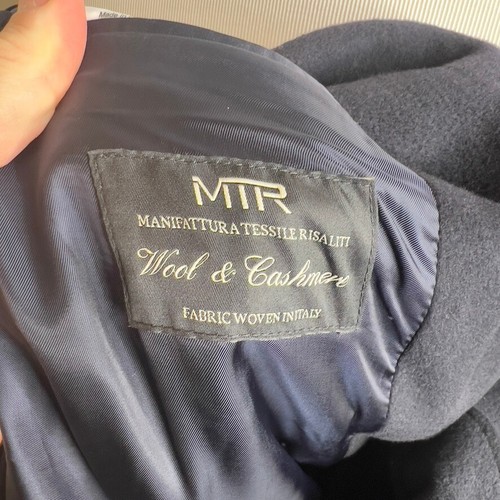 MTR
MANIFATTURA TESSILE RISALITI
Wool & Cashmere
FABRIC WOVEN IN ITALY